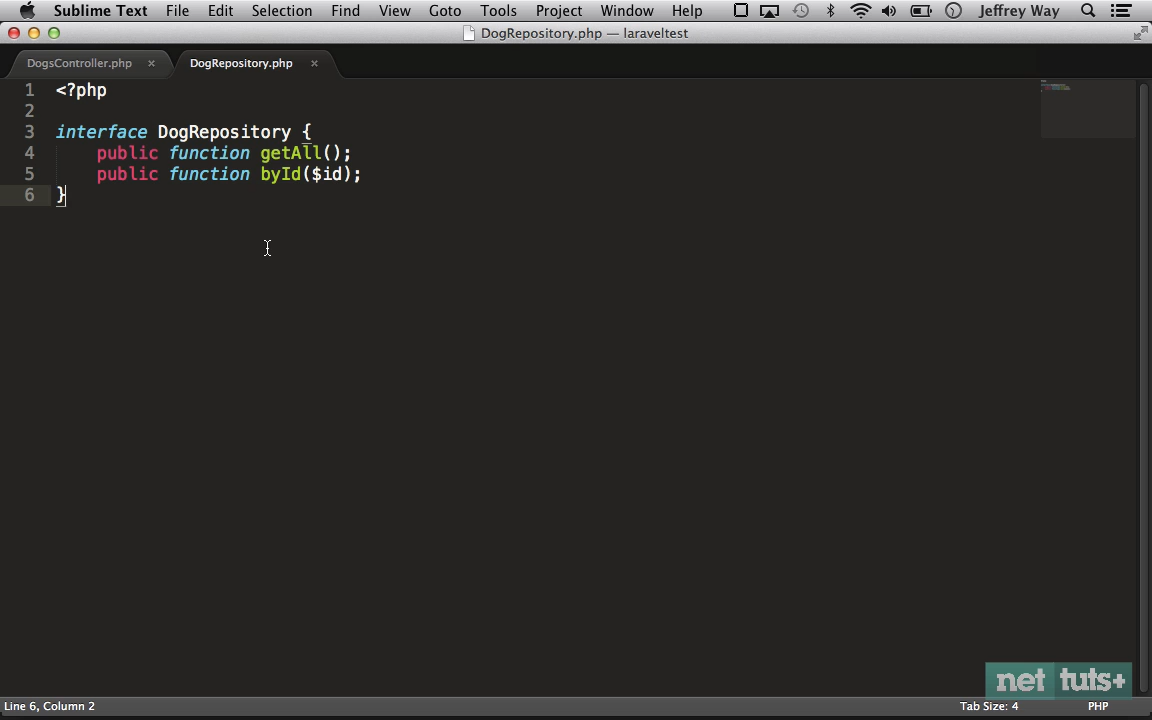 Sublime Text File Edit Selection Find View Goto Tools Project Window Help Jeffrey Way
DogRepository.php — laraveltest
DogsController.php × DogRepository.php ×
1 <?php
2
3 interface DogRepository {
4 public function getAll();
5 public function byId($id);
6 }
net tuts+
Line 6, Column 2 Tab Size: 4 PHP